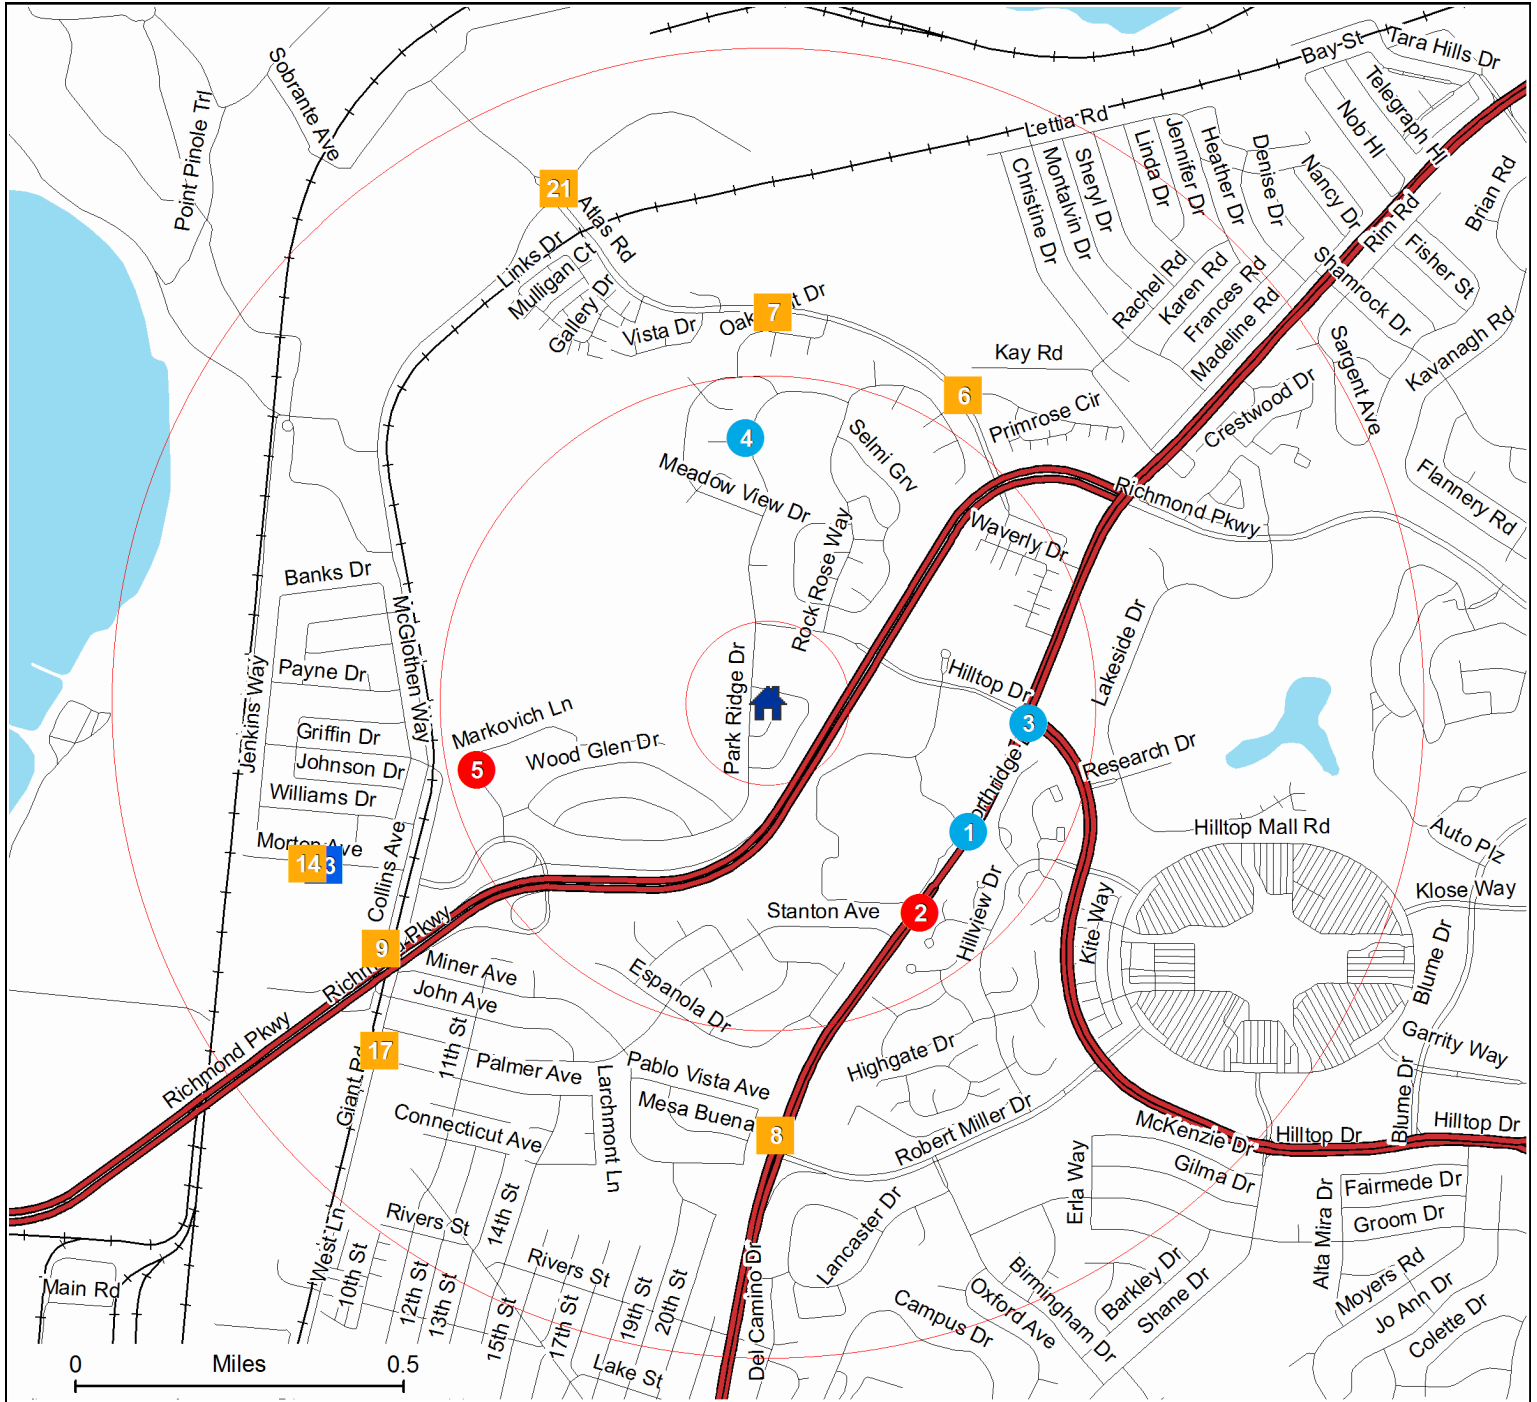 Bay St
Tara Hills Dr
Sobrante Ave
Point Pinole Trl
Telegraph Hl
Nob Hl
Lettia Rd
Linda Dr
Jennifer Dr
Heather Dr
Denise Dr
Nancy Dr
Brian Rd
Christine Dr
Montalvin Dr
Sheryl Dr
21
Atlas Rd
Links Dr
Mulligan Ct
Gallery Dr
Vista Dr
7
Rim Rd
Fisher St
Shamrock Dr
Rachel Rd
Karen Rd
Frances Rd
Madeline Rd
Sargent Ave
Kavanagh Rd
Kay Rd
6
Primrose Cir
Crestwood Dr
4
Selmi Grv
Meadow View Dr
Richmond Pkwy
Flannery Rd
Waverly Dr
Rock Rose Way
Banks Dr
McGlothen Way
Payne Dr
Jenkins Way
Griffin Dr
Johnson Dr
Williams Dr
Markovich Ln
Wood Glen Dr
5
Park Ridge Dr
Hilltop Dr
Lakeside Dr
3
Research Dr
1
Hilltop Mall Rd
Auto Plz
Klose Way
Morton Ave
14
3
Collins Ave
Stanton Ave
2
Hillview Dr
Kite Way
Blume Dr
9
Miner Ave
John Ave
Espanola Dr
Richmond Pkwy
17
Giant Rd
11th St
Palmer Ave
Larchmont Ln
Pablo Vista Ave
Mesa Buena
8
Highgate Dr
Robert Miller Dr
Garrity Way
Blume Dr
McKenzie Dr
Hilltop Dr
Hilltop Dr
Gilma Dr
Erla Way
Fairmede Dr
Groom Dr
Alta Mira Dr
Connecticut Ave
Rivers St
14th St
West Ln
10th St
12th St
13th St
Rivers St
15th St
17th St
19th St
20th St
Lake St
Del Camino Dr
Lancaster Dr
Campus Dr
Oxford Ave
Birmingham Dr
Barkley Dr
Shane Dr
Moyers Rd
Jo Ann Dr
Colette Dr
Main Rd
0 Miles 0.5